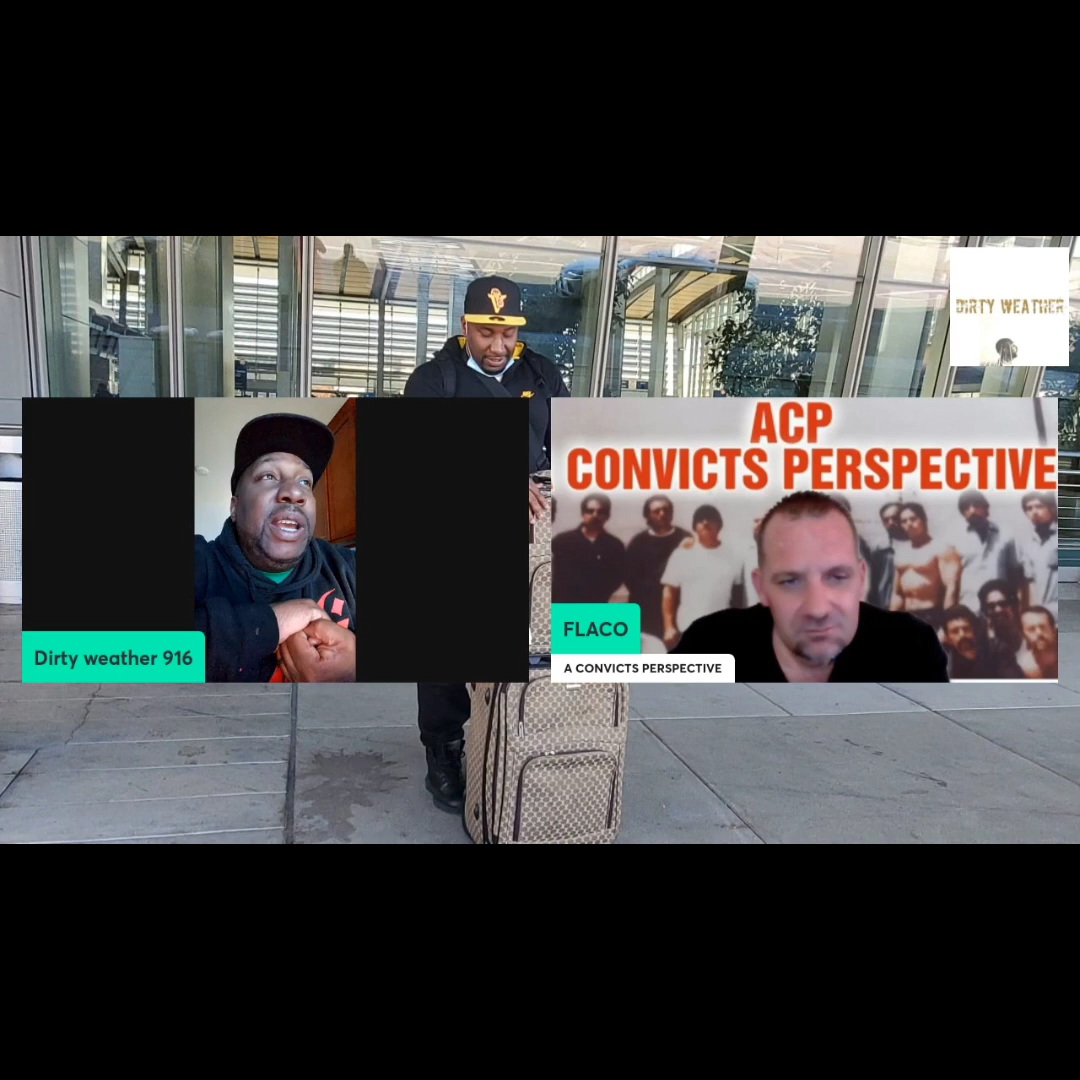 DIRTY WEATHER
ACP
CONVICTS PERSPECTIVE
Dirty weather 916
FLACO
A CONVICTS PERSPECTIVE